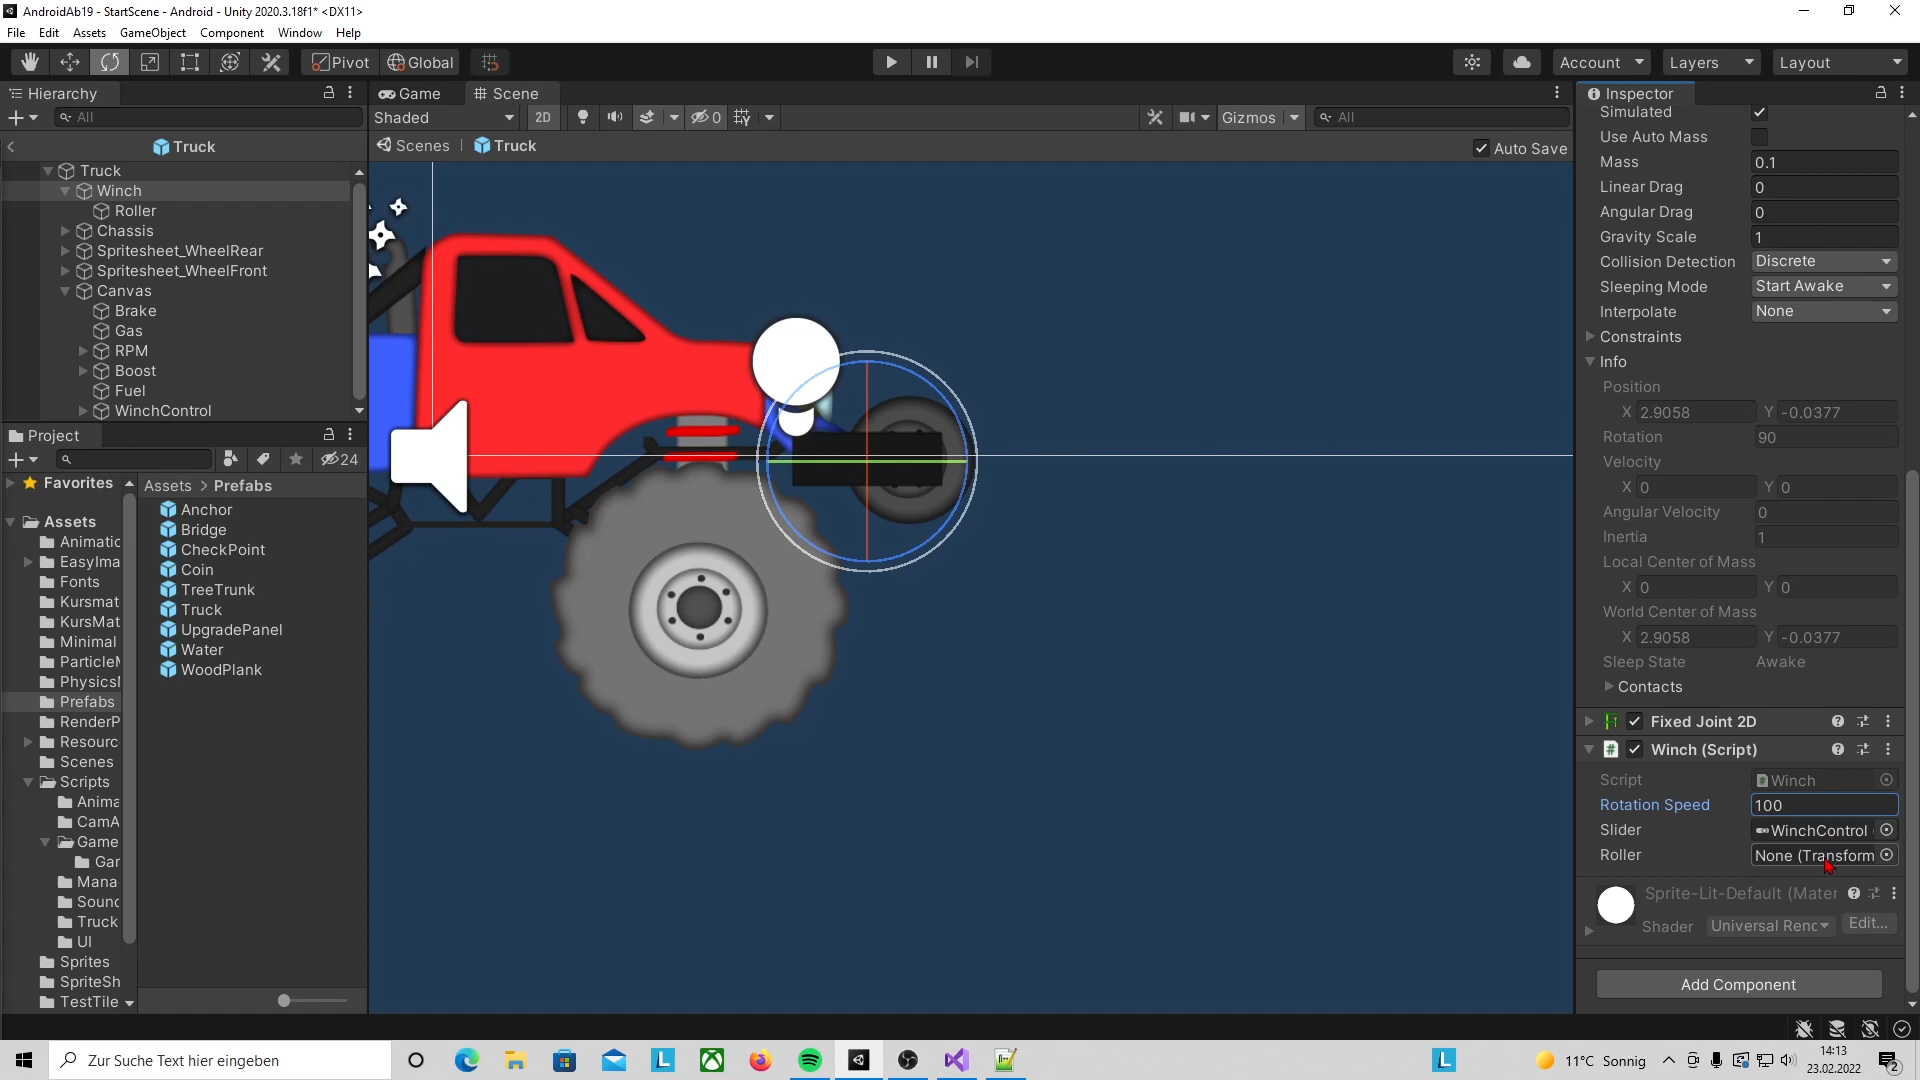 AndroidAb19 - StartScene - Android - Unity 2020.3.18f1* <DX11>
File Edit Assets GameObject Component Window Help
Pivot Global Account Layers Layout
Hierarchy
All
Truck
Truck
Winch
Roller
Chassis
Spritesheet_WheelRear
Spritesheet_WheelFront
Canvas
Brake
Gas
RPM
Boost
Fuel
WinchControl
Project
24
Favorites
Assets
Animatic
EasyIma
Fonts
Kursmat
KursMat
Minimal
ParticleM
Physics
Prefabs
RenderP
Resourc
Scenes
Scripts
Anima
CamA
Game
Gar
Mana
Sound
Truck
UI
Sprites
SpriteSh
TestTile
Assets > Prefabs
Anchor
Bridge
CheckPoint
Coin
TreeTrunk
Truck
UpgradePanel
Water
WoodPlank
Game Scene
Shaded 2D 0 Gizmos All
Scenes Truck Auto Save
Inspector
Simulated
Use Auto Mass
Mass 0.1
Linear Drag 0
Angular Drag 0
Gravity Scale 1
Collision Detection Discrete
Sleeping Mode Start Awake
Interpolate None
Constraints
Info
Position
X 2.9058 Y -0.0377
Rotation 90
Velocity
X 0 Y 0
Angular Velocity 0
Inertia 1
Local Center of Mass
X 0 Y 0
World Center of Mass
X 2.9058 Y -0.0377
Sleep State Awake
Contacts
Fixed Joint 2D
Winch (Script)
Script Winch
Rotation Speed 100
Slider WinchControl
Roller None (Transform
Sprite-Lit-Default (Mater
Shader Universal Renc Edit...
Add Component
Zur Suche Text hier eingeben
11°C Sonnig
14:13
23.02.2022
2